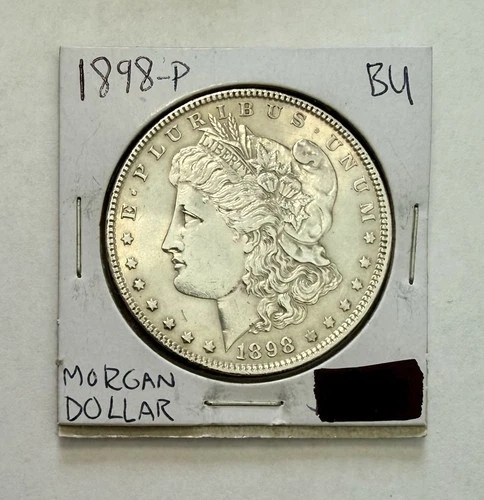 1898-P BU
E·PLURIBUS·UNUM
LIBERTY
1898
MORGAN
DOLLAR